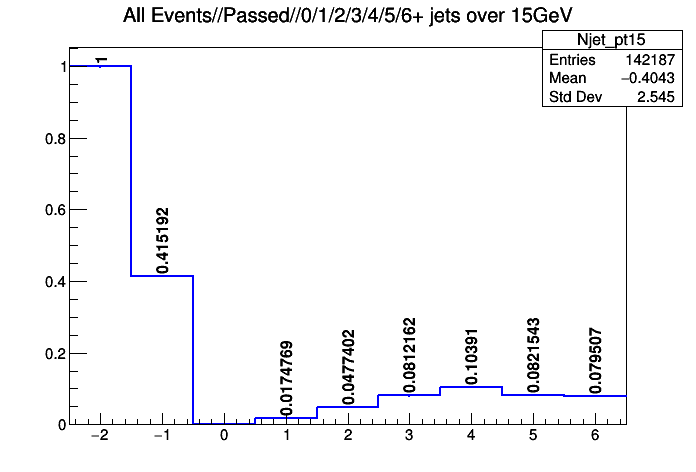 All Events//Passed//0/1/2/3/4/5/6+ jets over 15GeV
Njet_pt15
Entries 142187
Mean −0.4043
Std Dev 2.545
1
0.8
0.6
0.4
0.2
0
1
0.415192
0.0174769
0.0477402
0.0812162
0.10391
0.0821543
0.079507
−2 −1 0 1 2 3 4 5 6